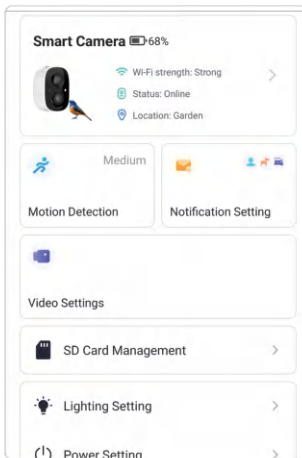 Smart Camera 68%
Wi-Fi strength: Strong
Status: Online
Location: Garden
Medium
Motion Detection
Notification Setting
Video Settings
SD Card Management
Lighting Setting
Power Setting